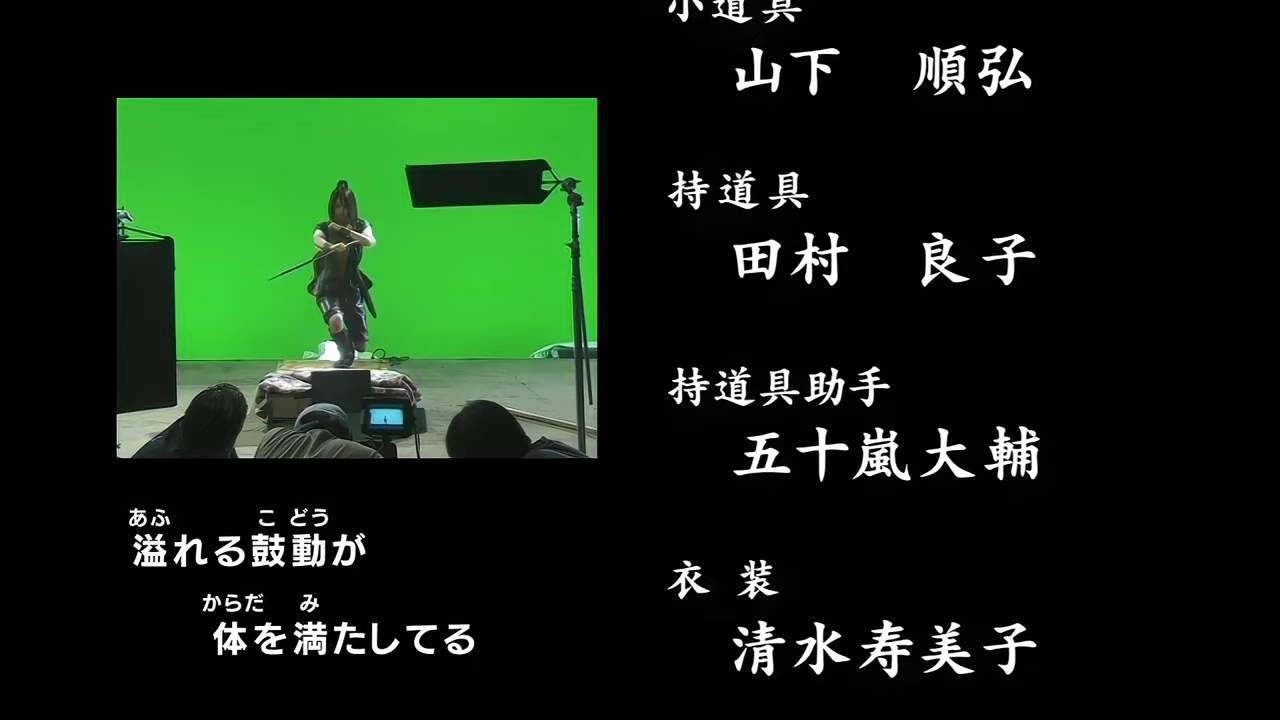 小道具
山下 順弘
持道具
田村 良子
持道具助手
五十嵐大輔
衣 装
清水寿美子
あふ こ どう
溢れる鼓動が
からだ み
体を満たしてる